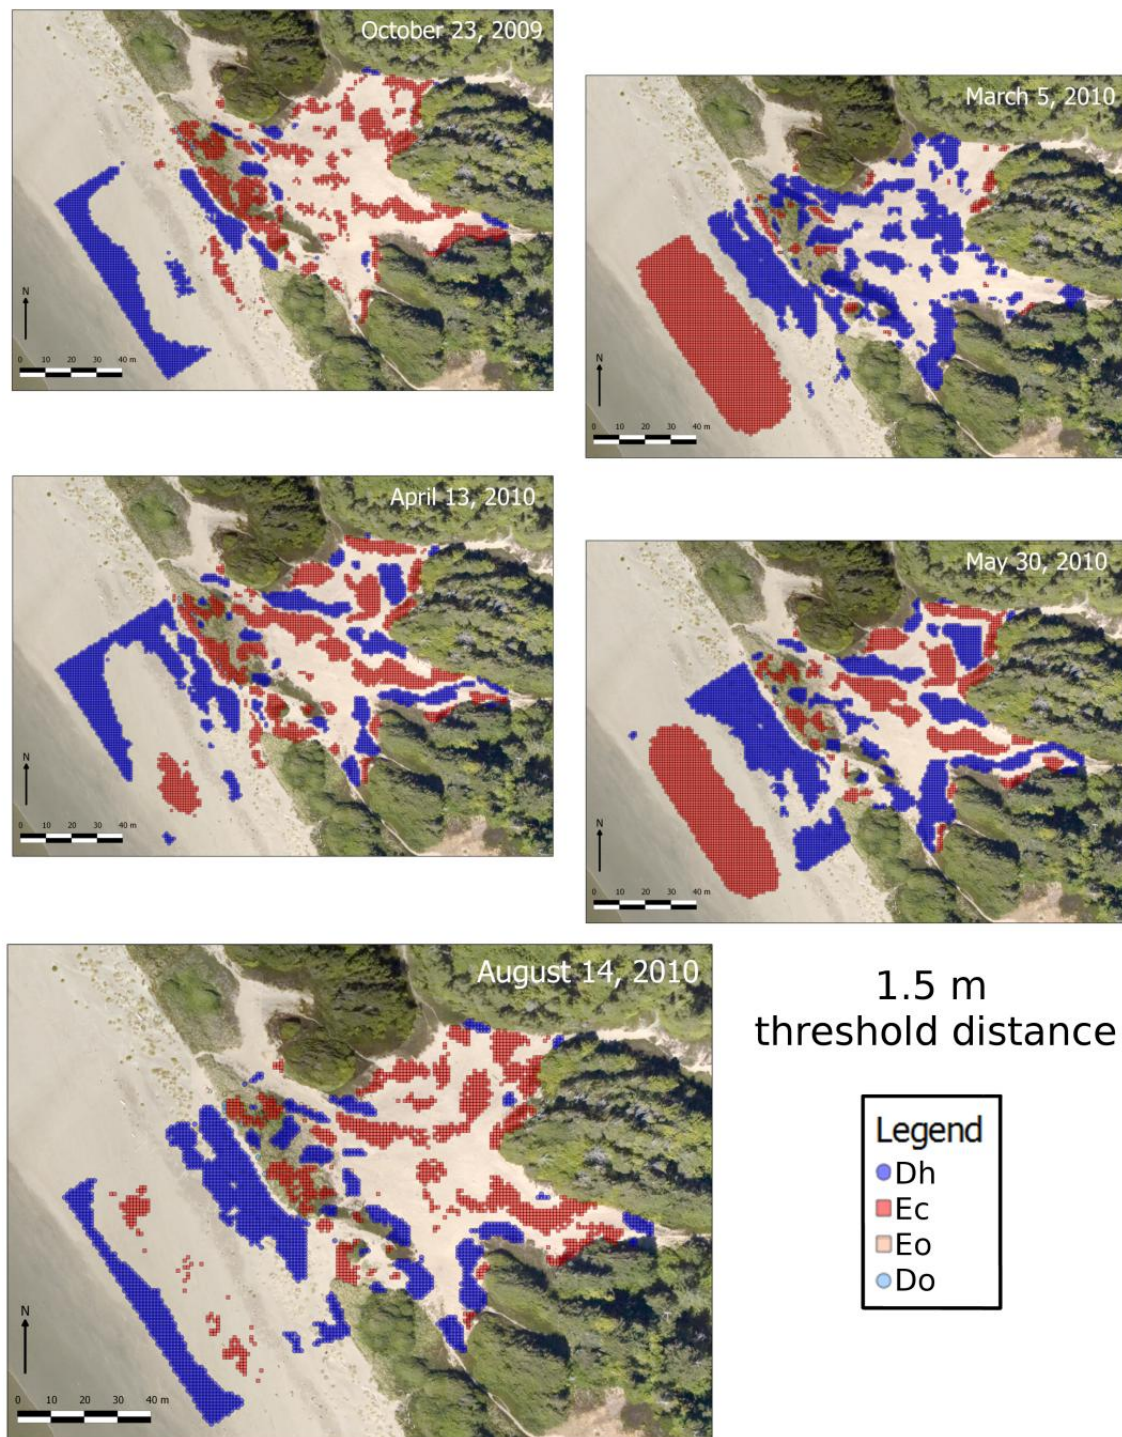 October 23, 2009
N
0 10 20 30 40 m
March 5, 2010
N
0 10 20 30 40 m
April 13, 2010
N
0 10 20 30 40 m
May 30, 2010
N
0 10 20 30 40 m
August 14, 2010
N
0 10 20 30 40 m
1.5 m
threshold distance
Legend
Dh
Ec
Eo
Do